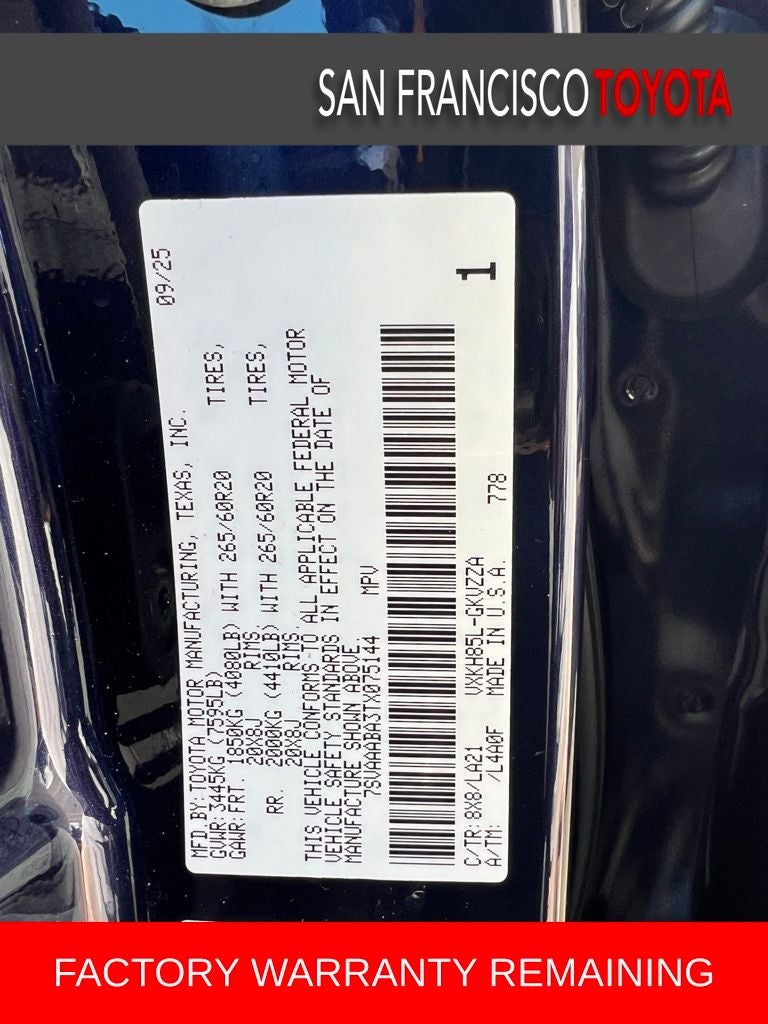 SAN FRANCISCO TOYOTA
09/25
MFD.BY:TOYOTA MOTOR MANUFACTURING, TEXAS, INC.
GVWR:3445KG (7595LB)
GAWR:FRT. 1850KG (4080LB) WITH 265/60R20 TIRES,
20X8J RIMS
RR. 2000KG (4410LB) WITH 265/60R20 TIRES,
20X8J RIMS.
THIS VEHICLE CONFORMS TO ALL APPLICABLE FEDERAL MOTOR
VEHICLE SAFETY STANDARDS IN EFFECT ON THE DATE OF
MANUFACTURE SHOWN ABOVE.
7SVAAABA3TX075144 MPV
1
C/TR:8X8/LA21 VXKH85L-GKVZZA
A/TM: /L4A0F MADE IN U.S.A. 778
FACTORY WARRANTY REMAINING